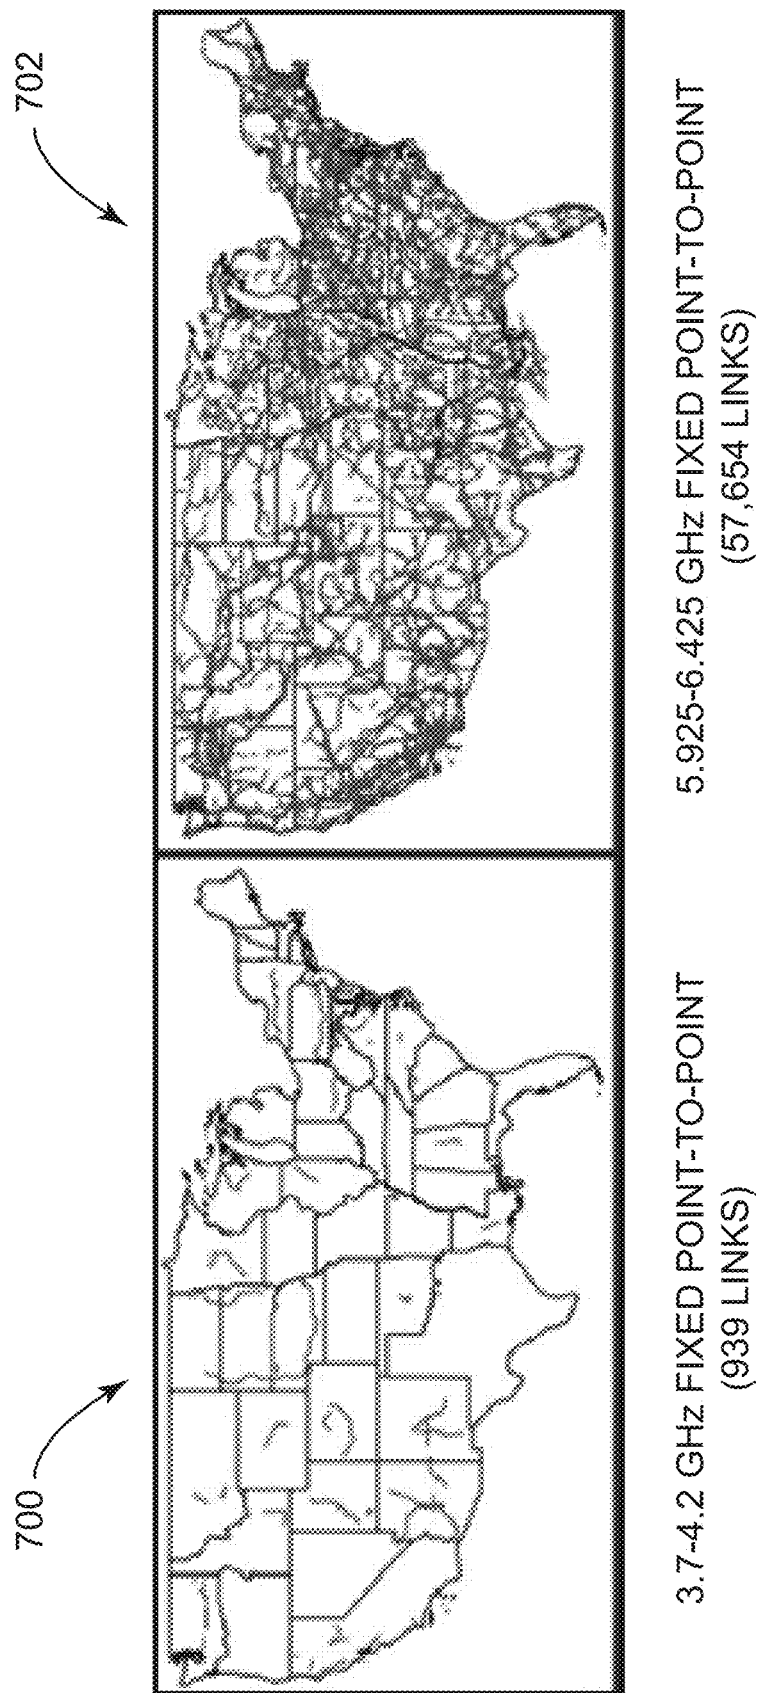 700
702
3.7-4.2 GHz FIXED POINT-TO-POINT
(939 LINKS)
5.925-6.425 GHz FIXED POINT-TO-POINT
(57,654 LINKS)